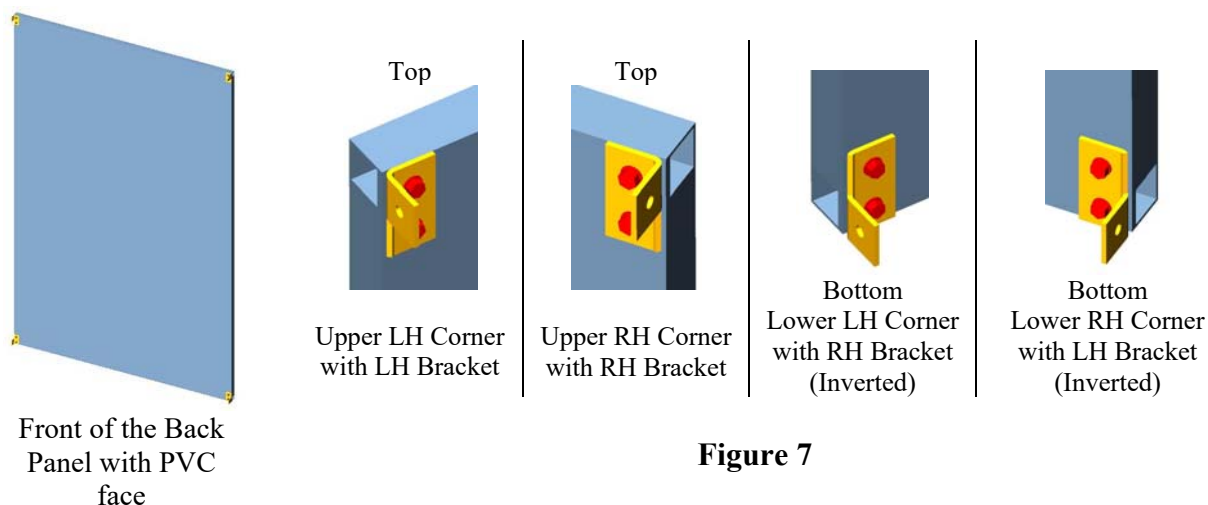 Front of the Back
Panel with PVC
face
Top
Upper LH Corner
with LH Bracket
Top
Upper RH Corner
with RH Bracket
Bottom
Lower LH Corner
with RH Bracket
(Inverted)
Bottom
Lower RH Corner
with LH Bracket
(Inverted)
Figure 7